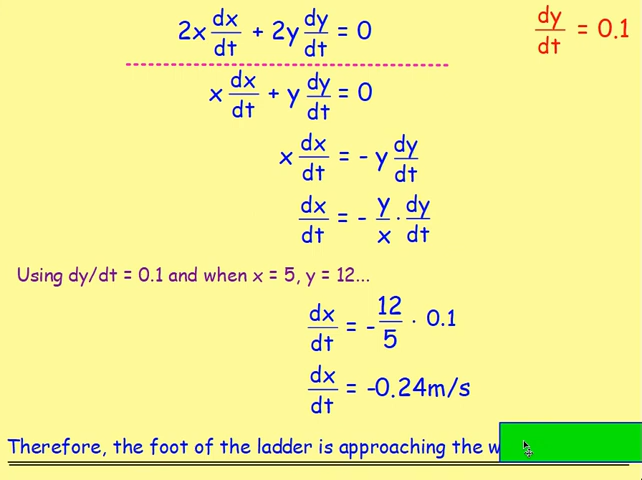 2x dx/dt + 2y dy/dt = 0
dy/dt = 0.1
x dx/dt + y dy/dt = 0
x dx/dt = - y dy/dt
dx/dt = - y/x · dy/dt
Using dy/dt = 0.1 and when x = 5, y = 12...
dx/dt = - 12/5 · 0.1
dx/dt = -0.24m/s
Therefore, the foot of the ladder is approaching the